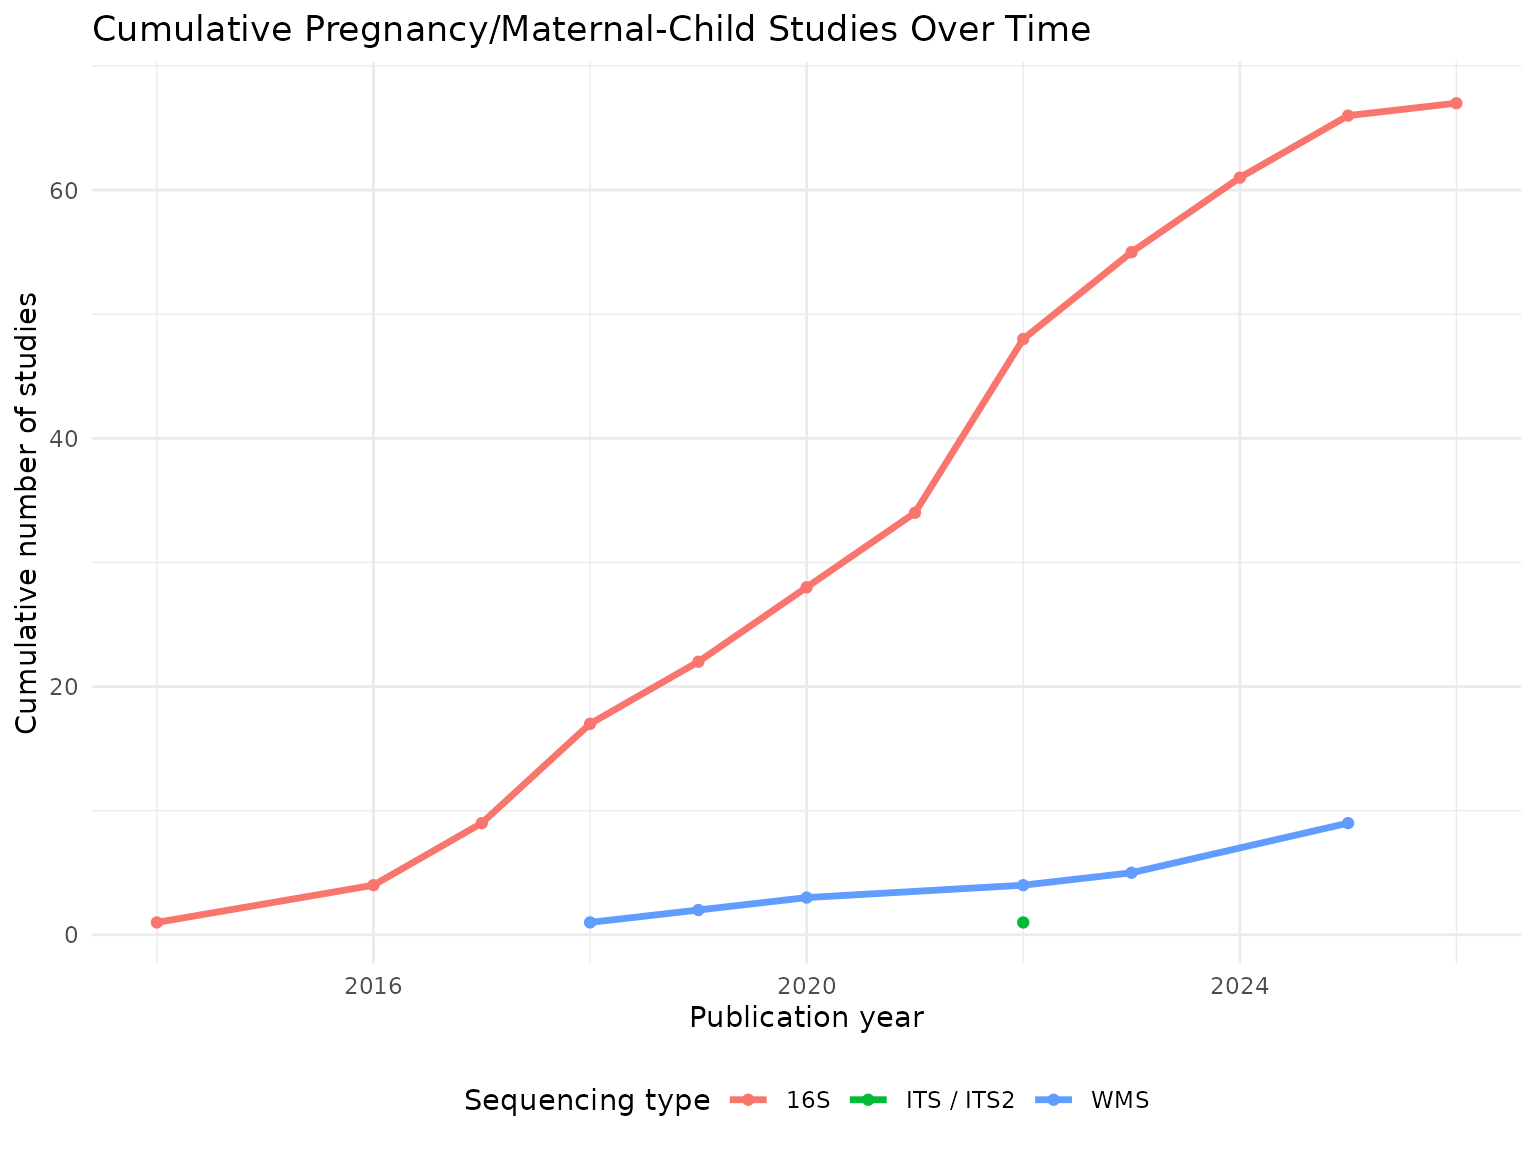 Cumulative Pregnancy/Maternal-Child Studies Over Time
Cumulative number of studies
60
40
20
0
2016 2020 2024
Publication year
Sequencing type 16S ITS / ITS2 WMS